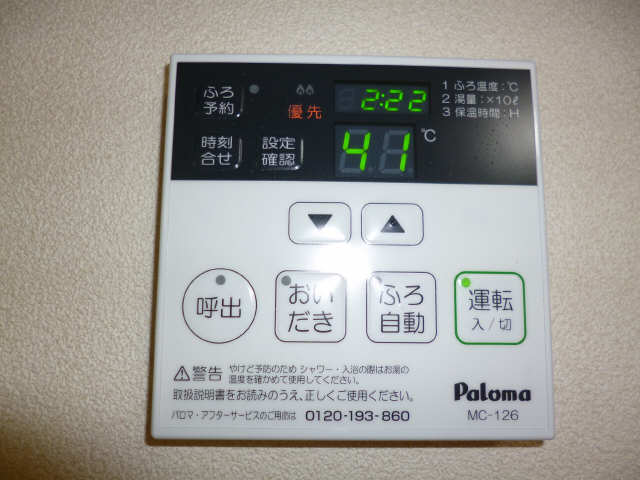 ふろ
予約
優先
2:22
1 ふろ温度:℃
2 湯量:×10ℓ
3 保温時間:H
時刻
合せ
設定
確認
41 ℃
▼ ▲
呼出
おい
だき
ふろ
自動
運転
入/切
⚠警告 やけど予防のため シャワー・入浴の際はお湯の
温度を確かめて使用してください。
取扱説明書をお読みのうえ、正しくご使用ください。
パロマ・アフターサービスのご用命は 0120-193-860
Paloma
MC-126